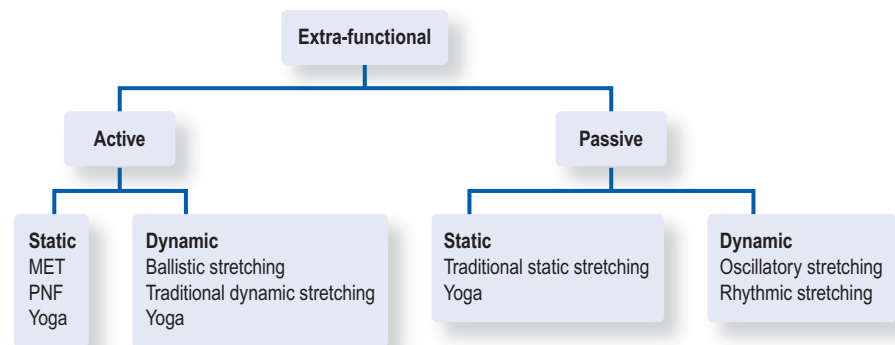 Extra-functional
Active
Passive
Static
MET
PNF
Yoga
Dynamic
Ballistic stretching
Traditional dynamic stretching
Yoga
Static
Traditional static stretching
Yoga
Dynamic
Oscillatory stretching
Rhythmic stretching